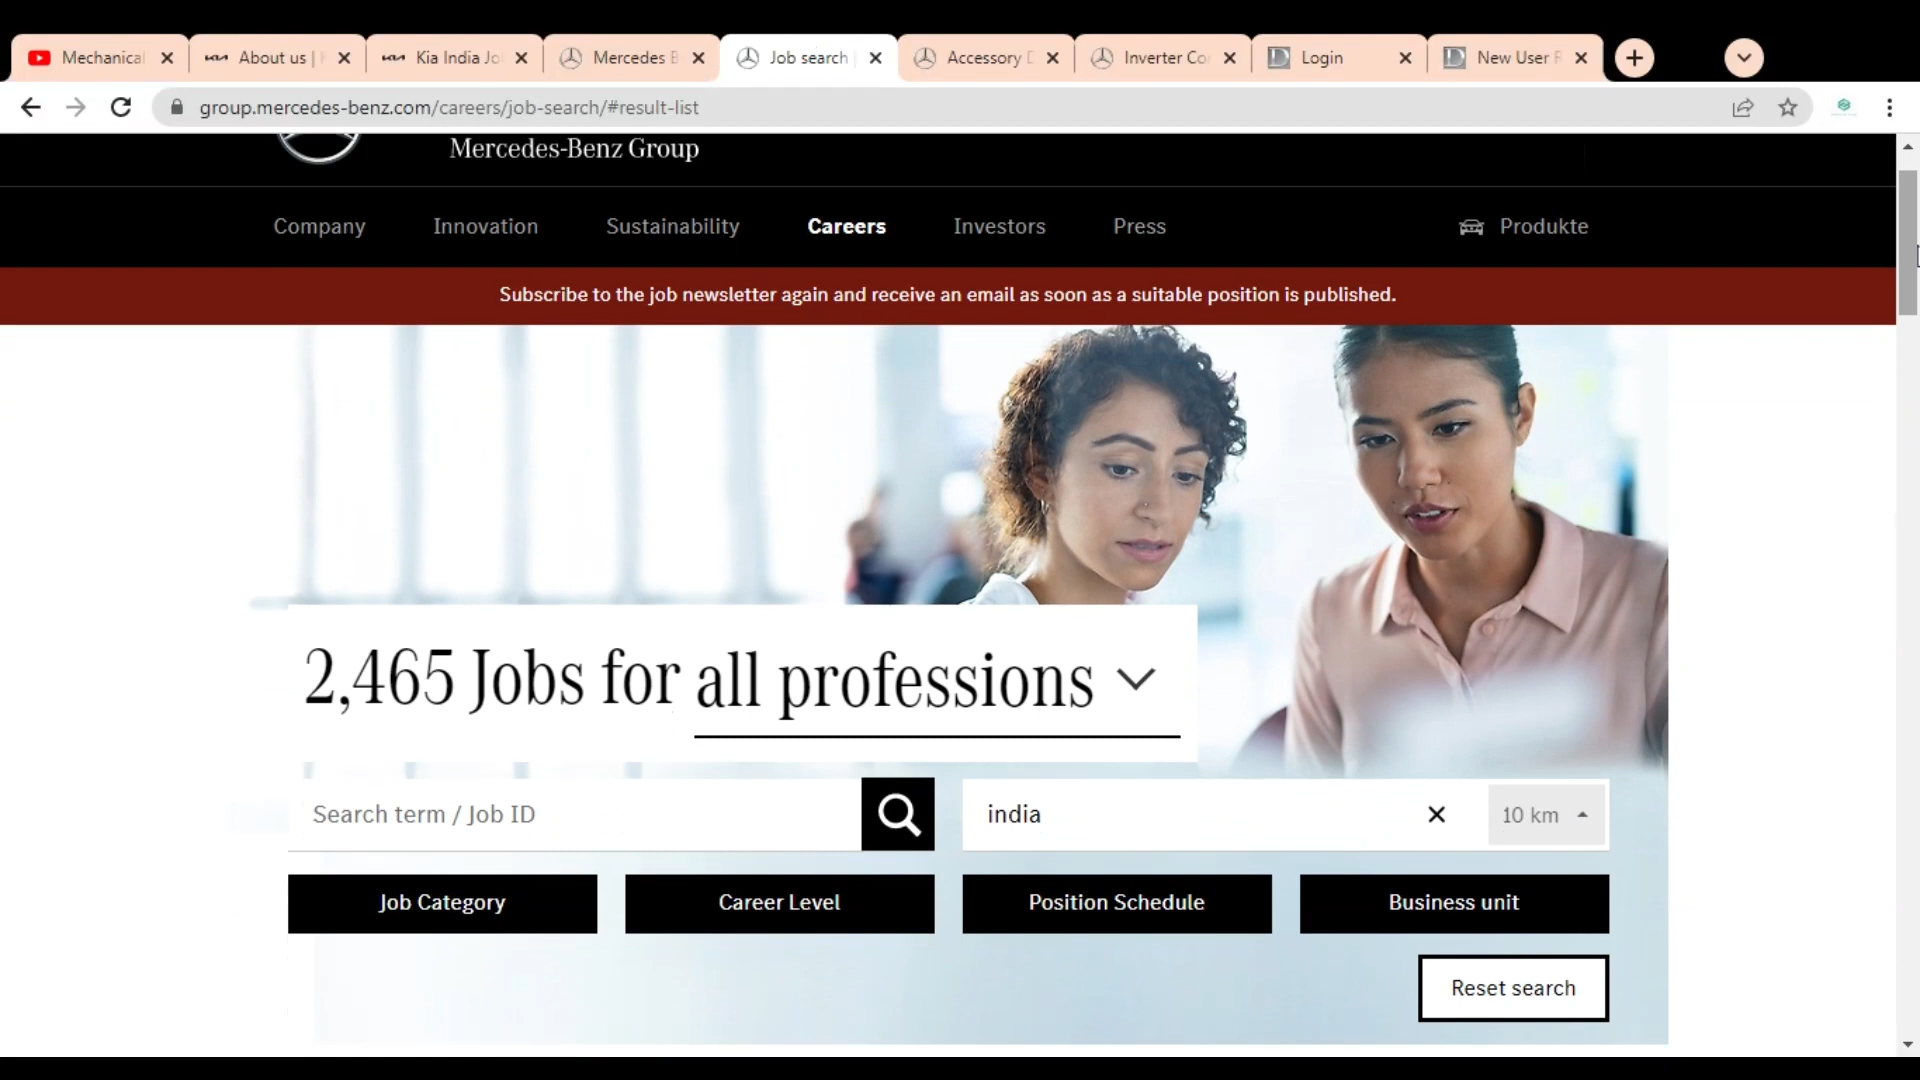 Mechanical
About us |
Kia India Jo
Mercedes B
Job search
Accessory D
Inverter Co
Login
New User R
group.mercedes-benz.com/careers/job-search/#result-list
Mercedes-Benz Group
Company
Innovation
Sustainability
Careers
Investors
Press
Produkte
Subscribe to the job newsletter again and receive an email as soon as a suitable position is published.
2,465 Jobs for all professions
Search term / Job ID
india
10 km
Job Category
Career Level
Position Schedule
Business unit
Reset search